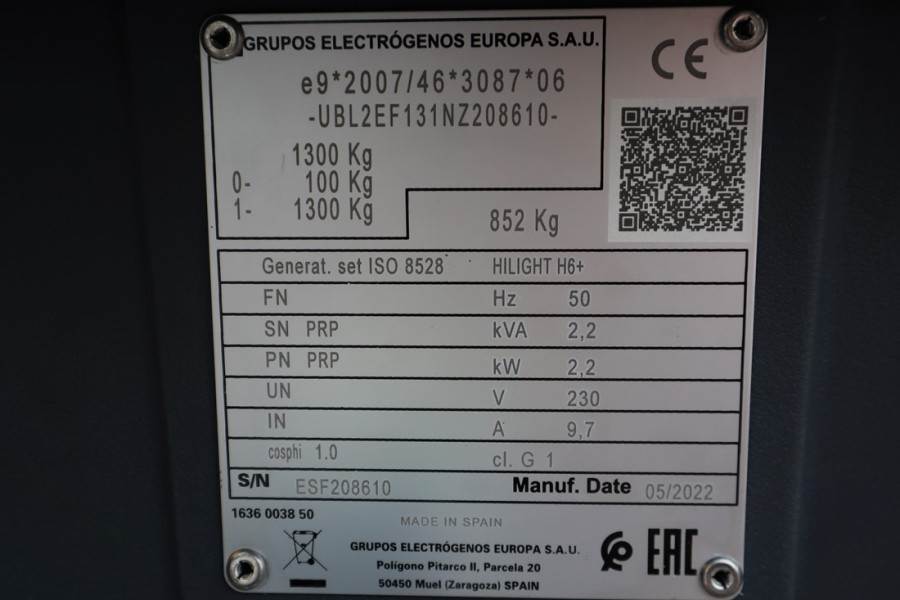 GRUPOS ELECTRÓGENOS EUROPA S.A.U.
CE
e9*2007/46*3087*06
-UBL2EF131NZ208610-
1300 Kg
0- 100 Kg
1- 1300 Kg
852 Kg
Generat. set ISO 8528 HILIGHT H6+
FN Hz 50
SN PRP kVA 2,2
PN PRP kW 2,2
UN V 230
IN A 9,7
cosphi 1.0 cl. G 1
S/N ESF208610 Manuf. Date 05/2022
1636 0038 50
MADE IN SPAIN
GRUPOS ELECTRÓGENOS EUROPA S.A.U.
Polígono Pitarco II, Parcela 20
50450 Muel (Zaragoza) SPAIN
EAC